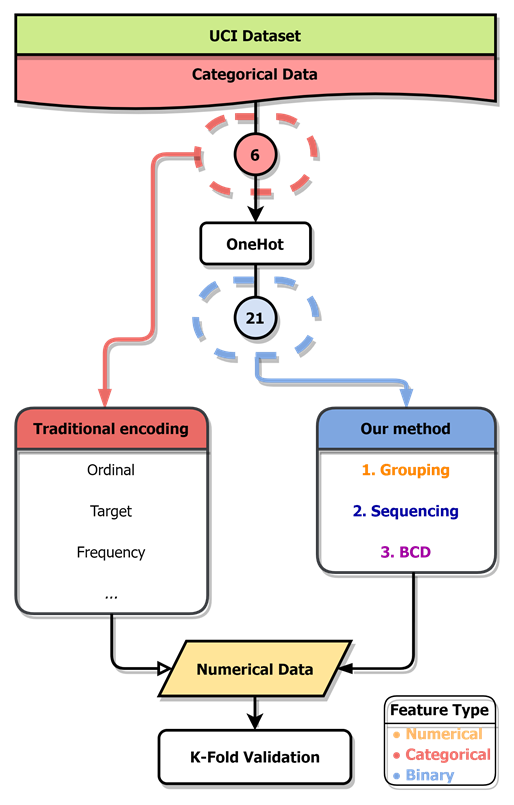 UCI Dataset
Categorical Data
6
OneHot
21
Traditional encoding
Ordinal
Target
Frequency
...
Our method
1. Grouping
2. Sequencing
3. BCD
Numerical Data
K-Fold Validation
Feature Type
• Numerical
• Categorical
• Binary